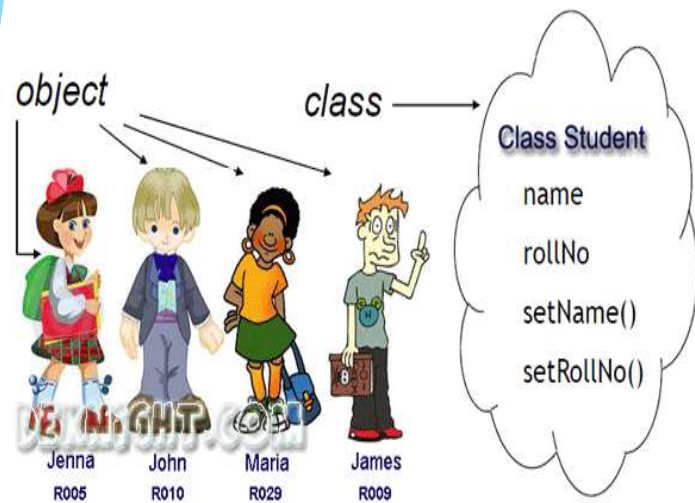 object
class
Class Student
name
rollNo
setName()
setRollNo()
Jenna
John
Maria
James
R005
R010
R029
R009